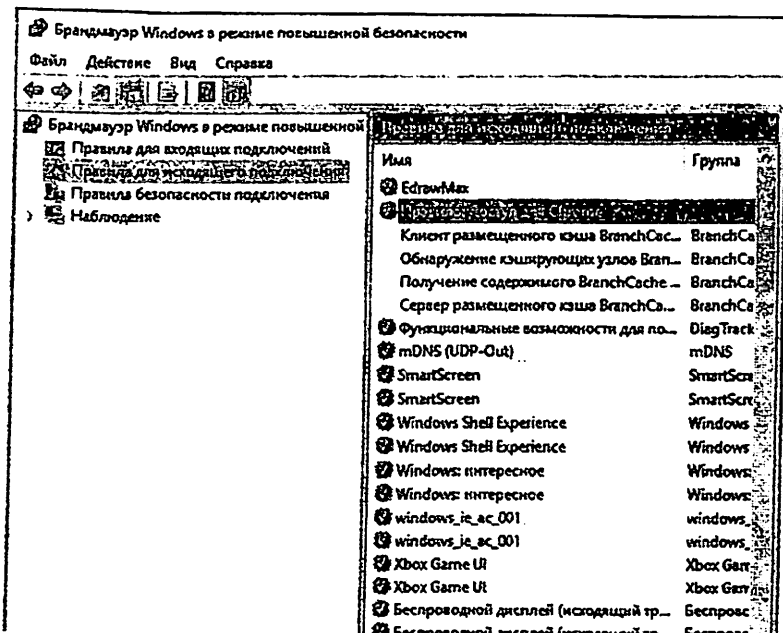 Брандмауэр Windows в режиме повышенной безопасности
Файл Действие Вид Справка
Брандмауэр Windows в режиме повышенной
Правила для входящих подключений
Правила для исходящего подключения
Правила безопасности подключения
Наблюдение
Правила для исходящего подключения
Имя Группа
EdrawMax
Клиент размещенного кэша BranchCac... BranchCa
Обнаружение кэширующих узлов Bran... BranchCa
Получение содержимого BranchCache ... BranchCa
Сервер размещенного кэша BranchCa... BranchCa
Функциональные возможности для по... DiagTrack
mDNS (UDP-Out) mDNS
SmartScreen SmartScre
SmartScreen SmartScre
Windows Shell Experience Windows
Windows Shell Experience Windows
Windows: интересное Windows:
Windows: интересное Windows:
windows_ie_ac_001 windows_
windows_ie_ac_001 windows_
Xbox Game UI Xbox Gam
Xbox Game UI Xbox Gam
Беспроводной дисплей (исходящий тр... Беспровс